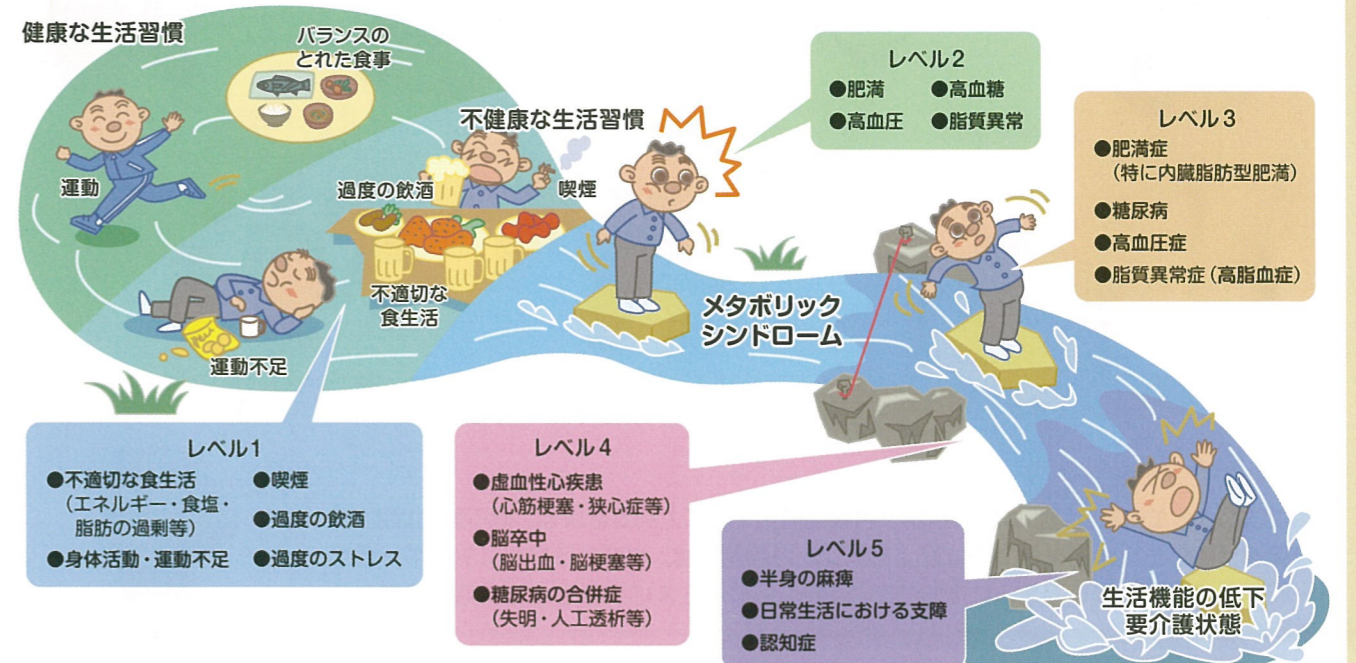 健康な生活習慣
バランスの
とれた食事
運動
不健康な生活習慣
過度の飲酒
喫煙
不適切な
食生活
運動不足
メタボリック
シンドローム
レベル1
●不適切な食生活
(エネルギー・食塩・
脂肪の過剰等)
●身体活動・運動不足
●喫煙
●過度の飲酒
●過度のストレス
レベル2
●肥満 ●高血糖
●高血圧 ●脂質異常
レベル3
●肥満症
(特に内臓脂肪型肥満)
●糖尿病
●高血圧症
●脂質異常症(高脂血症)
レベル4
●虚血性心疾患
(心筋梗塞・狭心症等)
●脳卒中
(脳出血・脳梗塞等)
●糖尿病の合併症
(失明・人工透析等)
レベル5
●半身の麻痺
●日常生活における支障
●認知症
生活機能の低下
要介護状態